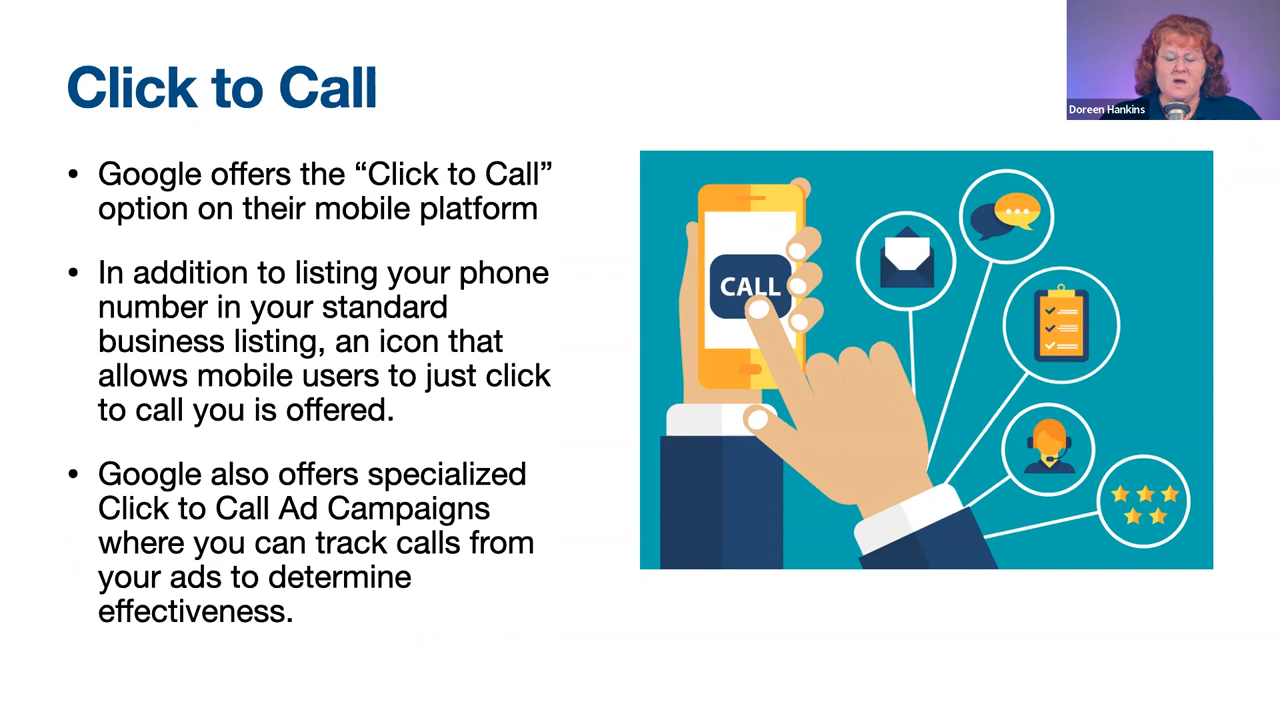 Click to Call
Doreen Hankins
• Google offers the “Click to Call”
option on their mobile platform
• In addition to listing your phone
number in your standard
business listing, an icon that
allows mobile users to just click
to call you is offered.
• Google also offers specialized
Click to Call Ad Campaigns
where you can track calls from
your ads to determine
effectiveness.
CALL